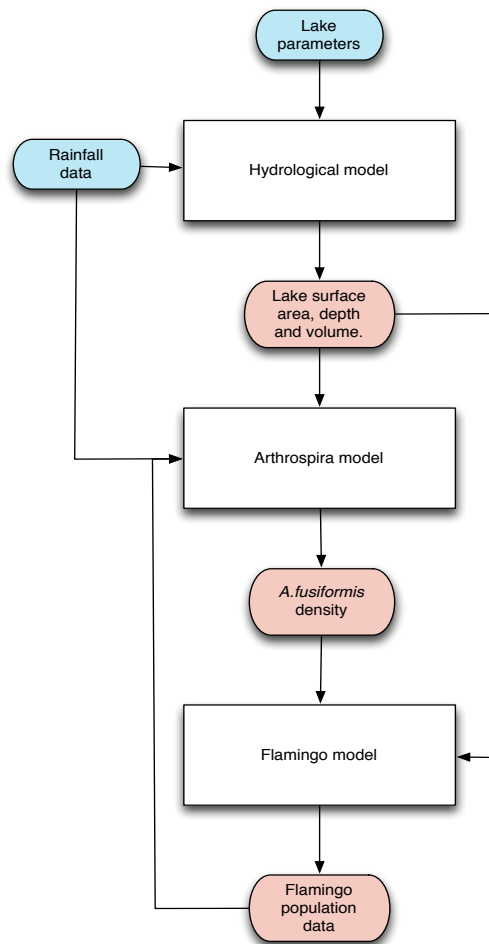 Lake
parameters
Rainfall
data
Hydrological model
Lake surface
area, depth
and volume.
Arthrospira model
A.fusiformis
density
Flamingo model
Flamingo
population
data